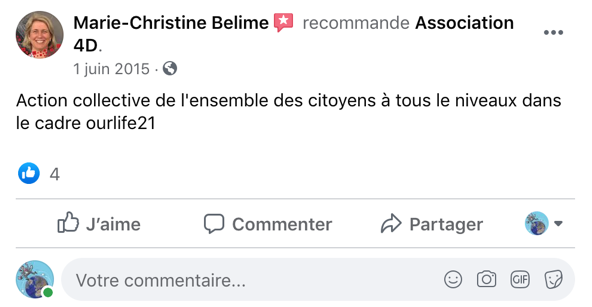 Marie-Christine Belime recommande Association
4D.
1 juin 2015 ·
Action collective de l'ensemble des citoyens à tous le niveaux dans
le cadre ourlife21
4
J'aime Commenter Partager
Votre commentaire... GIF